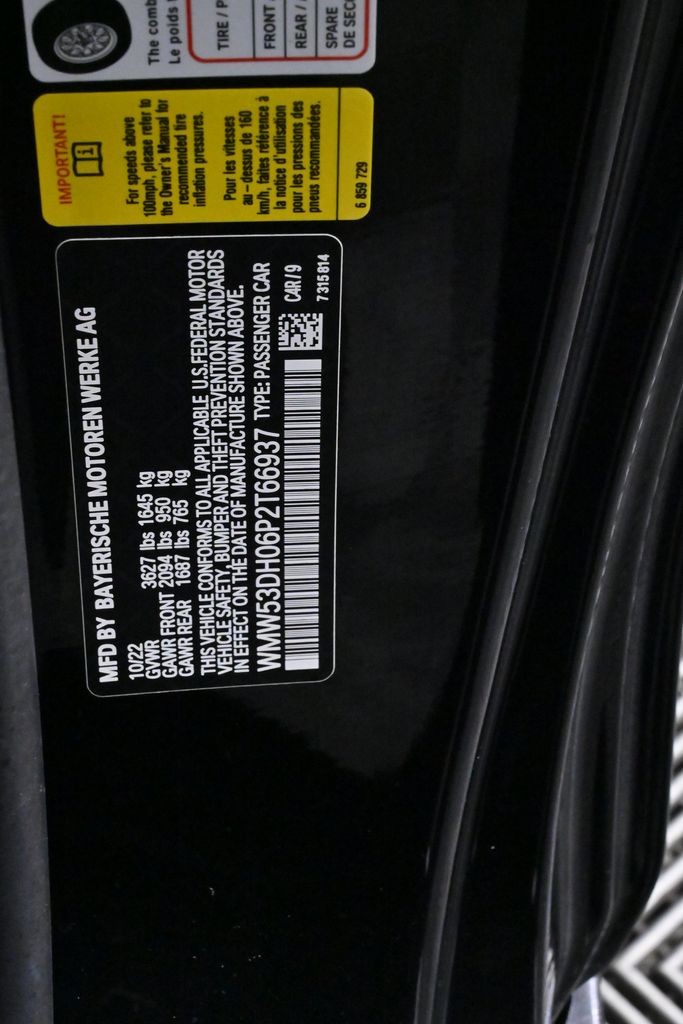 The comb
Le poids t
TIRE / P
FRONT /
REAR /
SPARE
DE SECO
IMPORTANT!
For speeds above
100mph, please refer to
the Owner's Manual for
recommended tire
inflation pressures.
Pour les vitesses
au - dessus de 160
km/h, faites référence à
la notice d'utilisation
pour les pressions des
pneus recommandées.
6 859 729
MFD BY BAYERISCHE MOTOREN WERKE AG
10/22
GVWR 3627 lbs 1645 kg
GAWR FRONT 2094 lbs 950 kg
GAWR REAR 1687 lbs 765 kg
THIS VEHICLE CONFORMS TO ALL APPLICABLE U.S.FEDERAL MOTOR
VEHICLE SAFETY, BUMPER AND THEFT PREVENTION STANDARDS
IN EFFECT ON THE DATE OF MANUFACTURE SHOWN ABOVE.
WMW53DH06P2T66937 TYPE: PASSENGER CAR
C4R/9
7315814